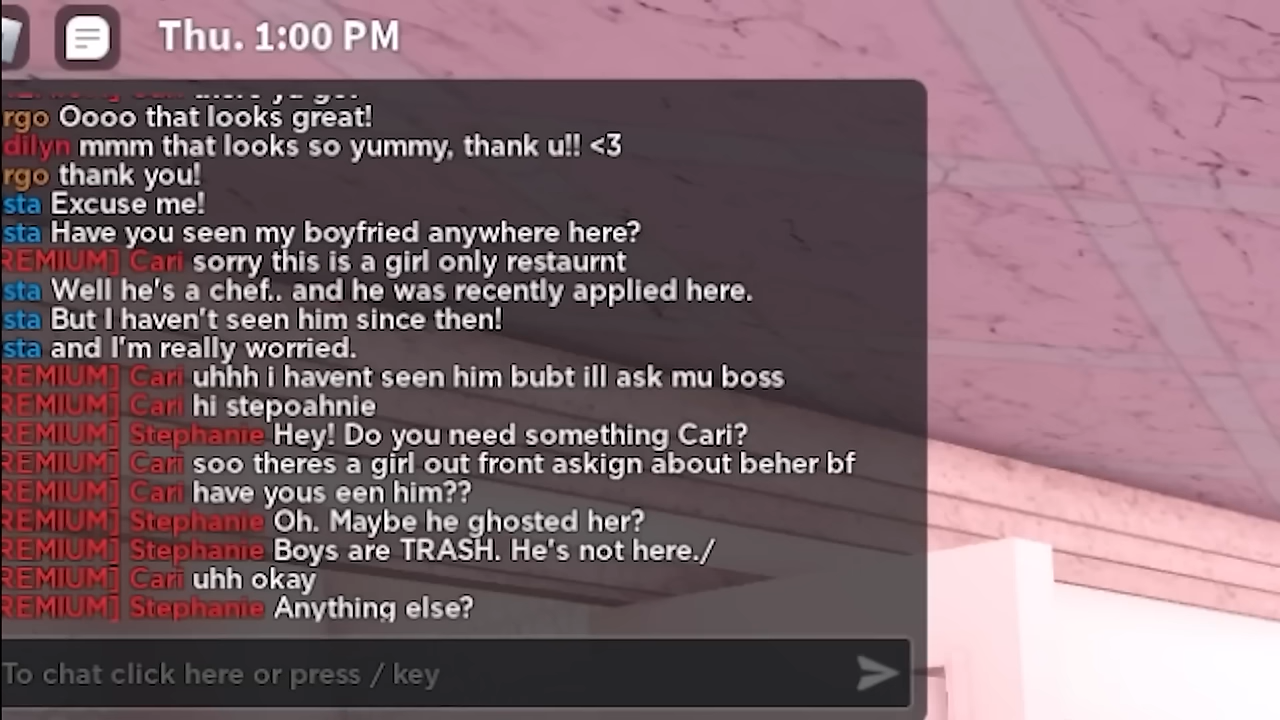 Thu. 1:00 PM
there ya go!
rgo Oooo that looks great!
dilyn mmm that looks so yummy, thank u!! <3
rgo thank you!
sta Excuse me!
sta Have you seen my boyfried anywhere here?
REMIUM] Cari sorry this is a girl only restaurnt
sta Well he's a chef.. and he was recently applied here.
sta But I haven't seen him since then!
sta and I'm really worried.
REMIUM] Cari uhhh i havent seen him bubt ill ask mu boss
REMIUM] Cari hi stepoahnie
REMIUM] Stephanie Hey! Do you need something Cari?
REMIUM] Cari soo theres a girl out front askign about beher bf
REMIUM] Cari have yous een him??
REMIUM] Stephanie Oh. Maybe he ghosted her?
REMIUM] Stephanie Boys are TRASH. He's not here./
REMIUM] Cari uhh okay
REMIUM] Stephanie Anything else?
To chat click here or press / key